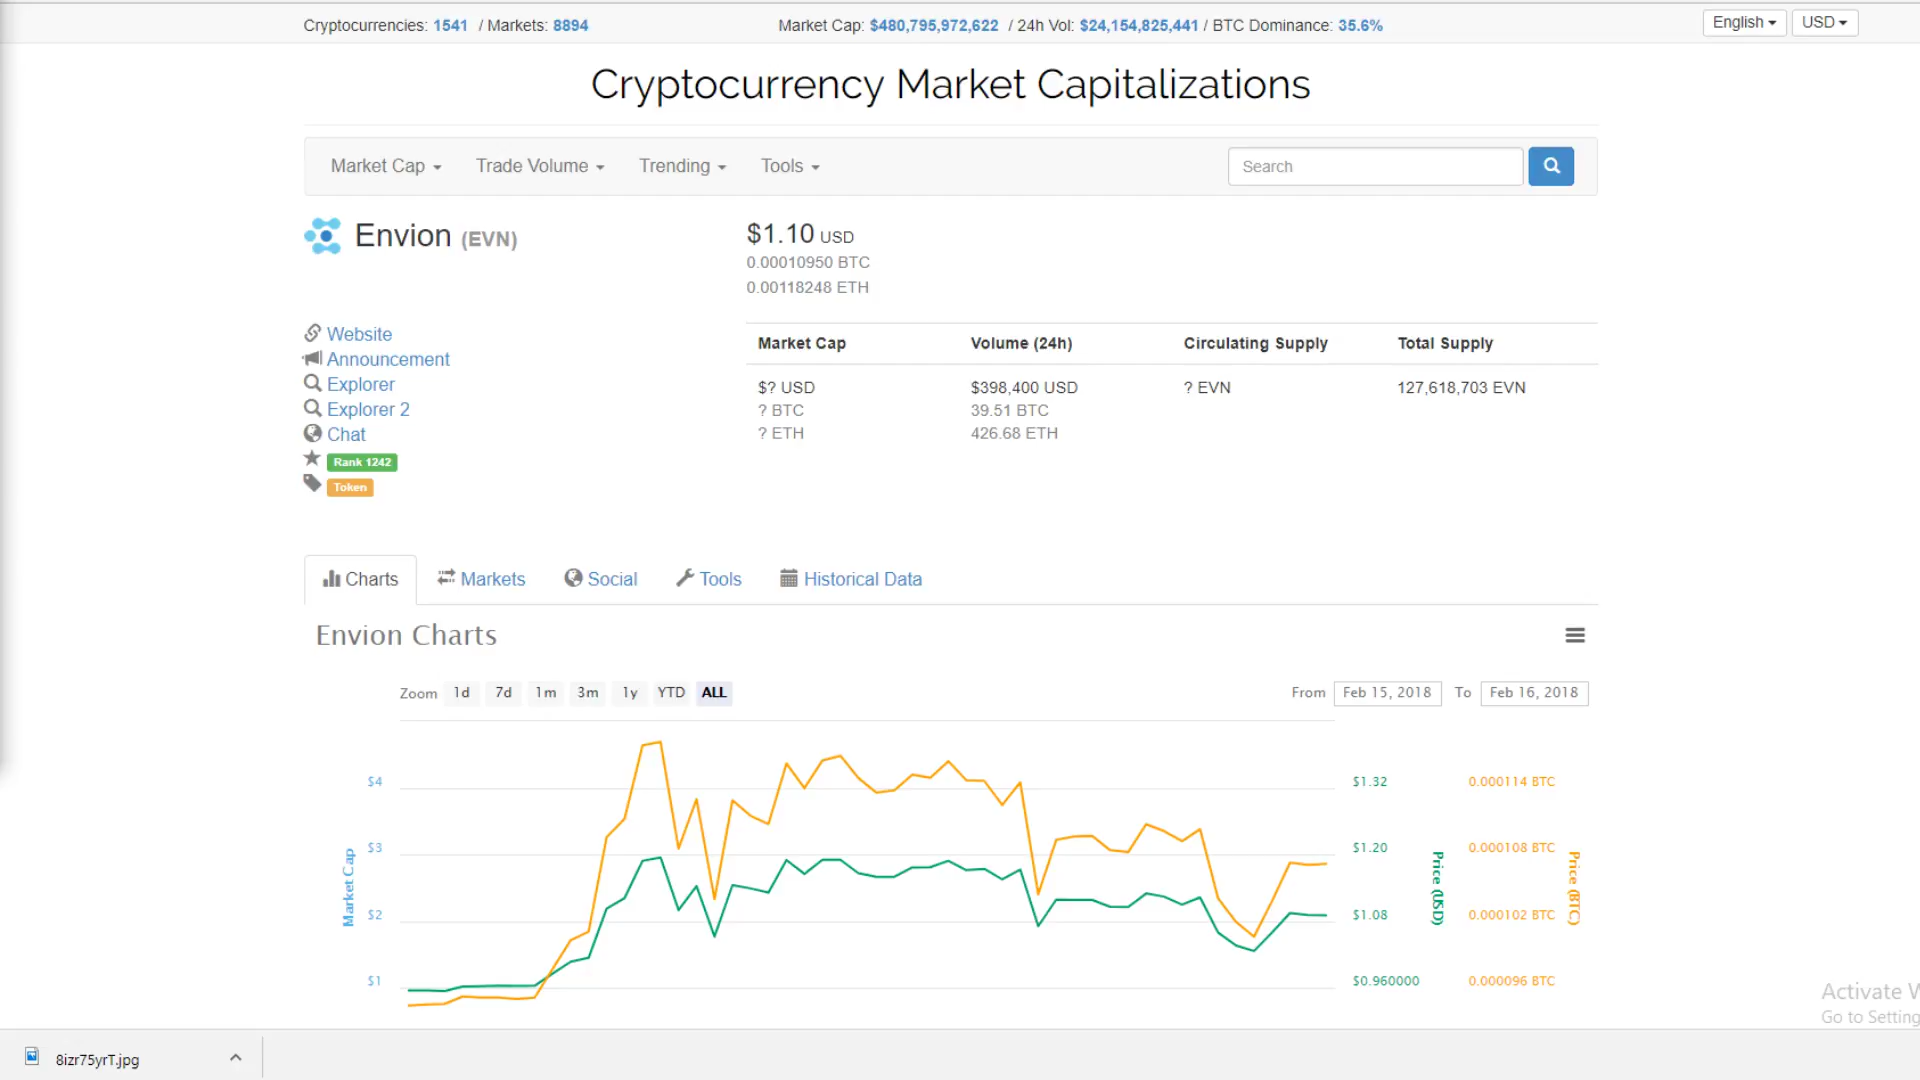 Cryptocurrencies: 1541 / Markets: 8894
Market Cap: $480,795,972,622 / 24h Vol: $24,154,825,441 / BTC Dominance: 35.6%
English
USD
Cryptocurrency Market Capitalizations
Market Cap
Trade Volume
Trending
Tools
Search
Envion (EVN)
$1.10 USD
0.00010950 BTC
0.00118248 ETH
Website
Announcement
Explorer
Explorer 2
Chat
Rank 1242
Token
Market Cap Volume (24h) Circulating Supply Total Supply
$? USD $398,400 USD ? EVN 127,618,703 EVN
? BTC 39.51 BTC
? ETH 426.68 ETH
Charts
Markets
Social
Tools
Historical Data
Envion Charts
Zoom 1d 7d 1m 3m 1y YTD ALL
From Feb 15, 2018 To Feb 16, 2018
Market Cap
$4
$3
$2
$1
$1.32
$1.20
$1.08
$0.960000
Price (USD)
0.000114 BTC
0.000108 BTC
0.000102 BTC
0.000096 BTC
Price (BTC)
Activate W
Go to Setting
8izr75yrT.jpg